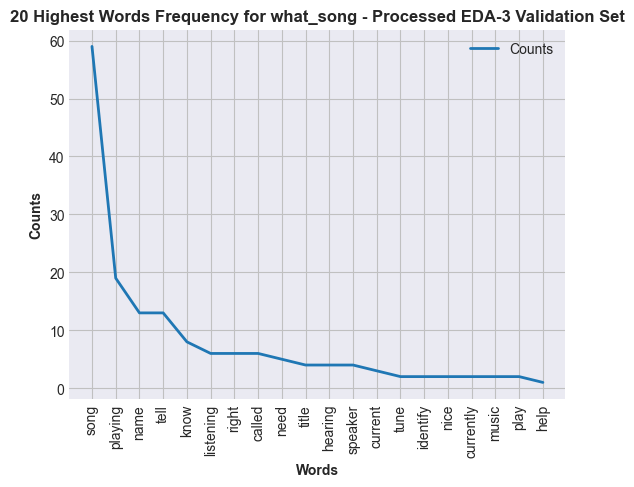 20 Highest Words Frequency for what_song - Processed EDA-3 Validation Set
Counts
60
50
40
30
20
10
0
Counts
song
playing
name
tell
know
listening
right
called
need
title
hearing
speaker
current
tune
identify
nice
currently
music
play
help
Words